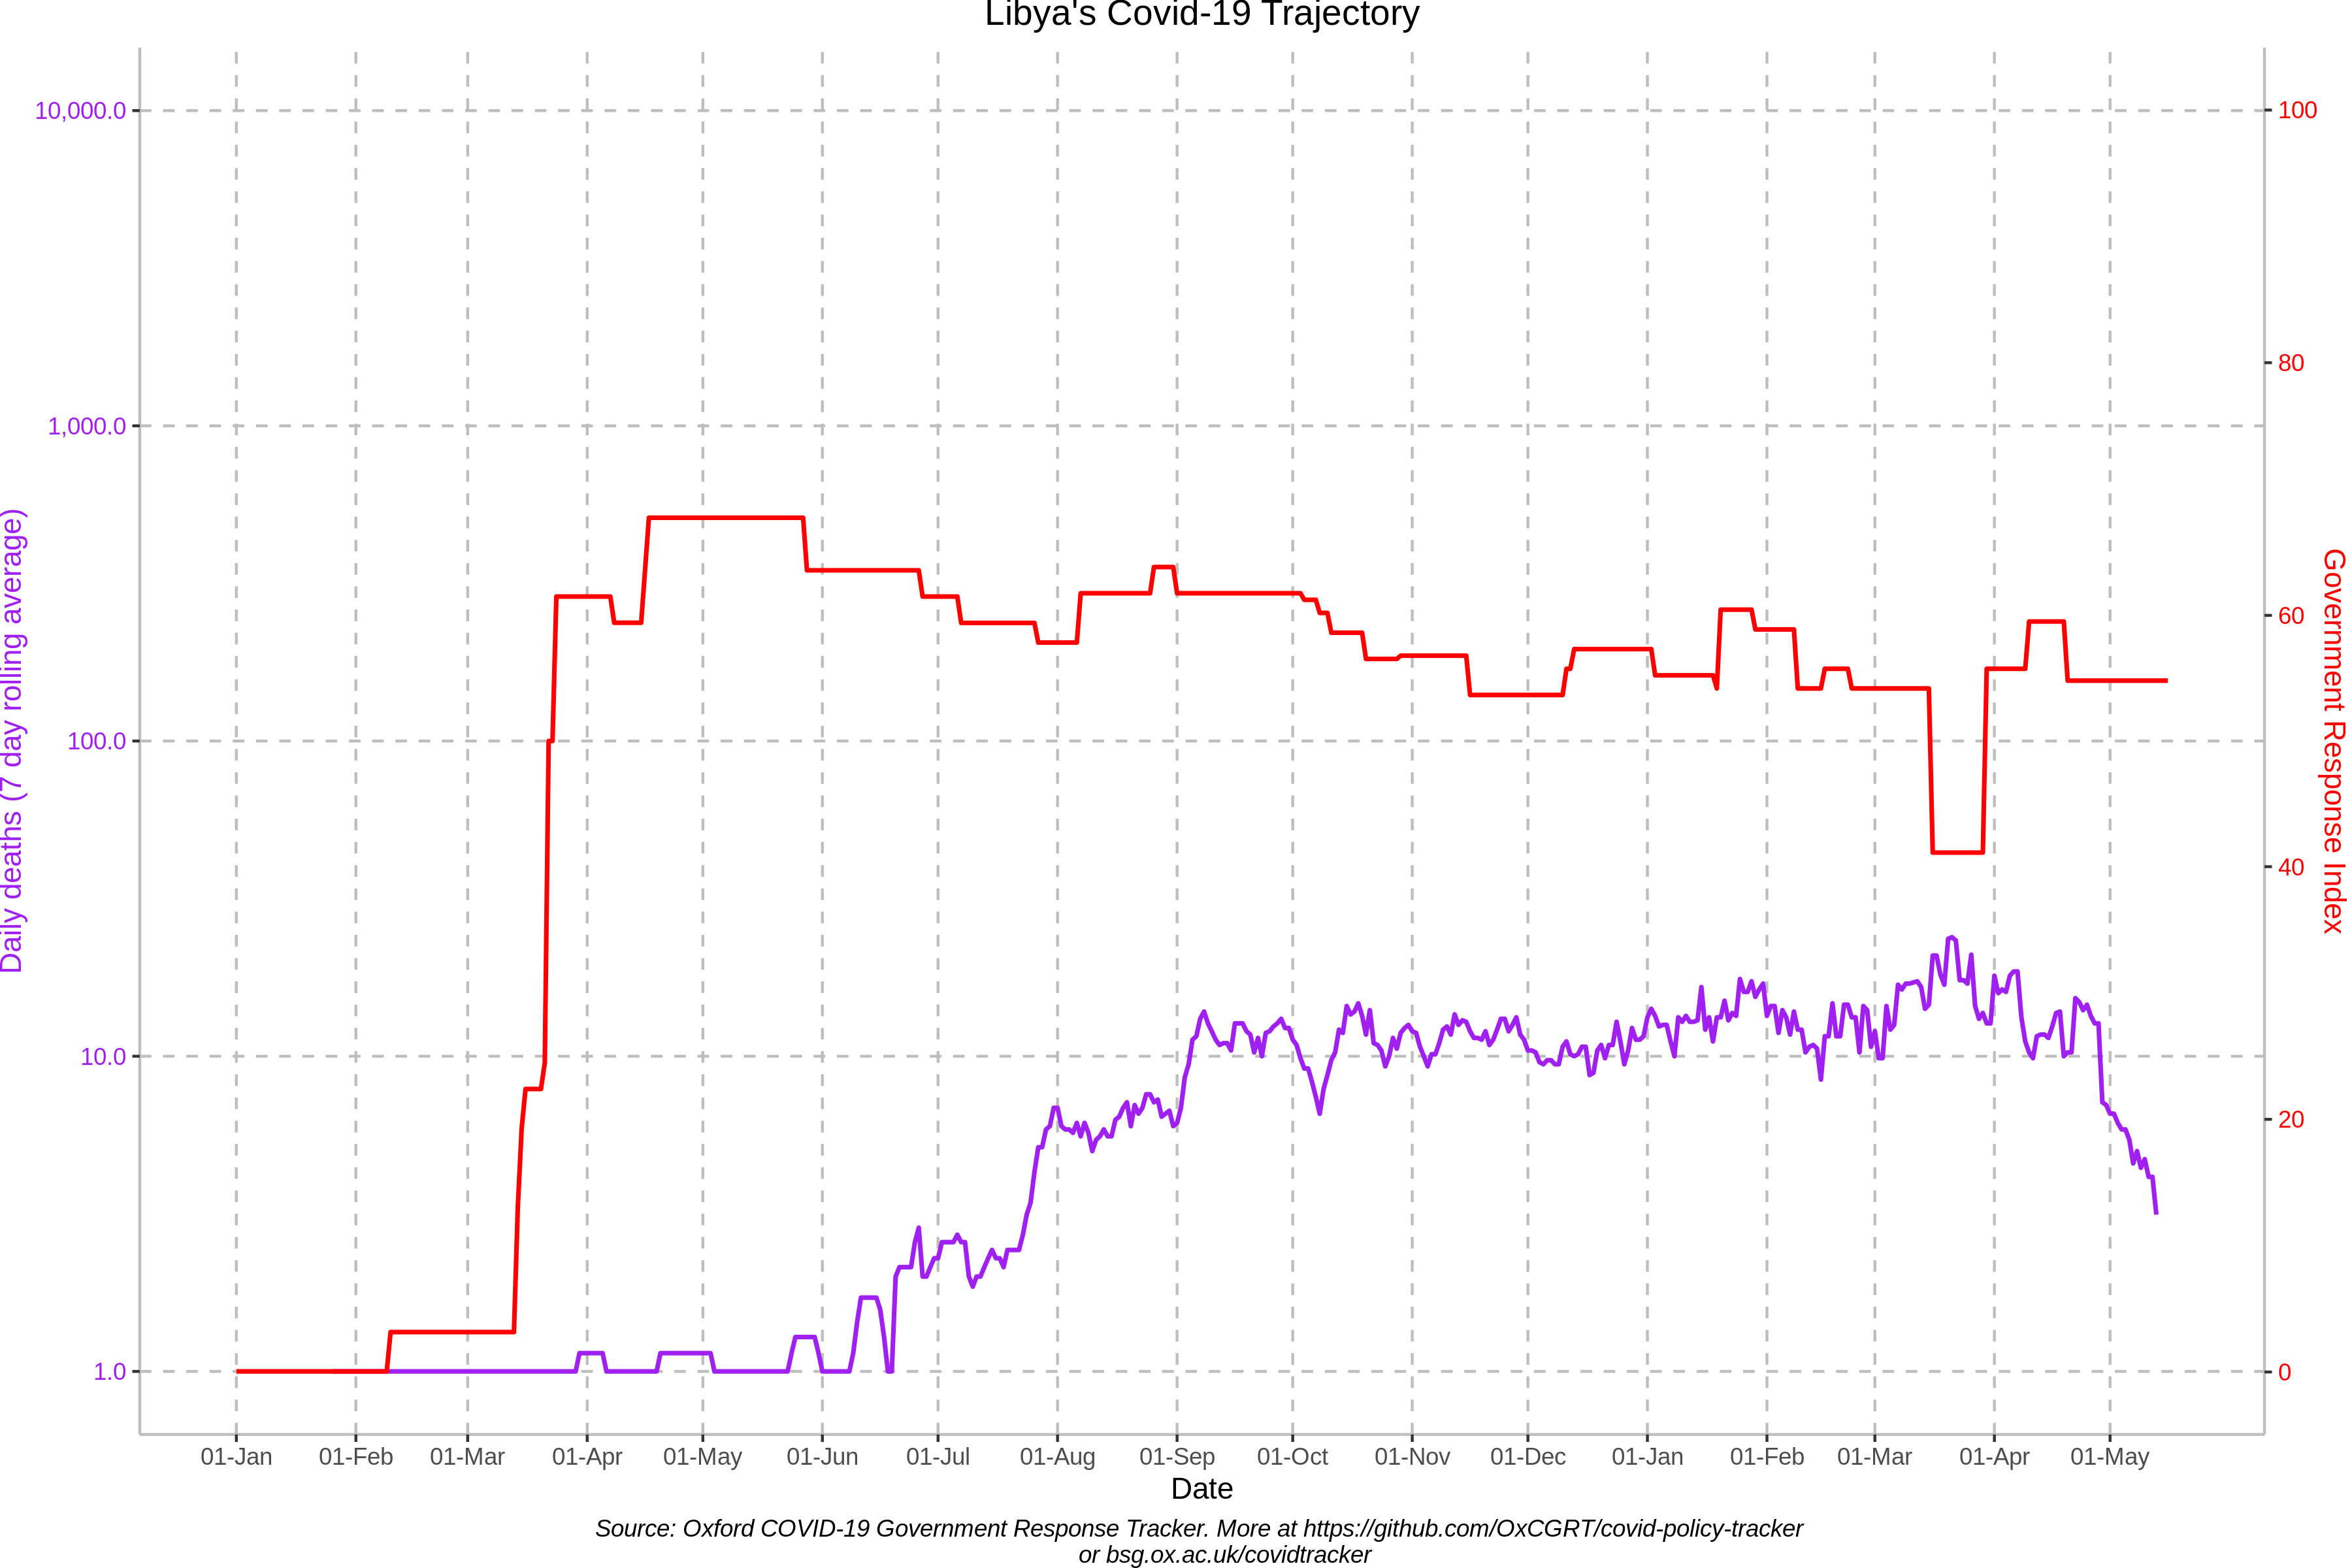 Libya's Covid-19 Trajectory
10,000.0
1,000.0
100.0
10.0
1.0
Daily deaths (7 day rolling average)
100
80
60
40
20
0
Government Response Index
01-Jan 01-Feb 01-Mar 01-Apr 01-May 01-Jun 01-Jul 01-Aug 01-Sep 01-Oct 01-Nov 01-Dec 01-Jan 01-Feb 01-Mar 01-Apr 01-May
Date
Source: Oxford COVID-19 Government Response Tracker. More at https://github.com/OxCGRT/covid-policy-tracker
or bsg.ox.ac.uk/covidtracker